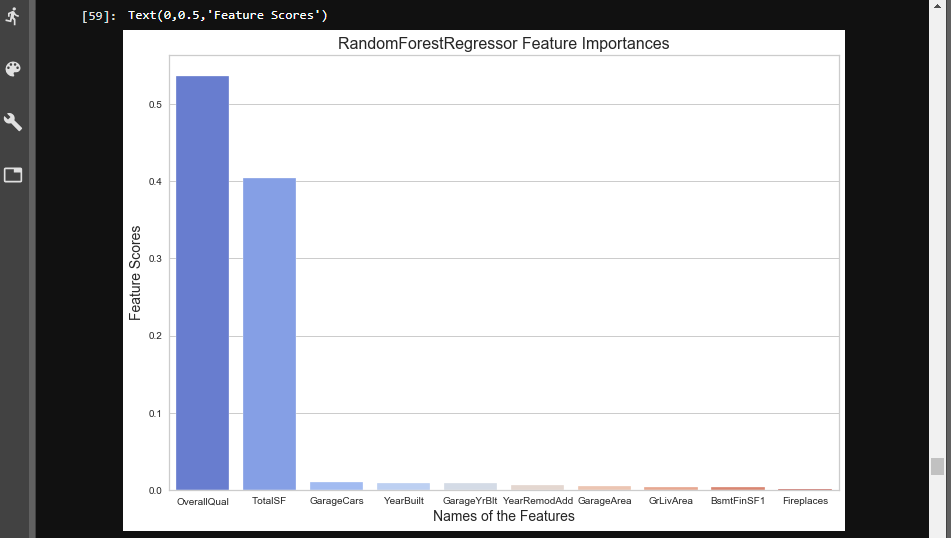 [59]: Text(0,0.5,'Feature Scores')
RandomForestRegressor Feature Importances
0.5
0.4
0.3
0.2
0.1
0.0
Feature Scores
OverallQual TotalSF GarageCars YearBuilt GarageYrBlt YearRemodAdd GarageArea GrLivArea BsmtFinSF1 Fireplaces
Names of the Features